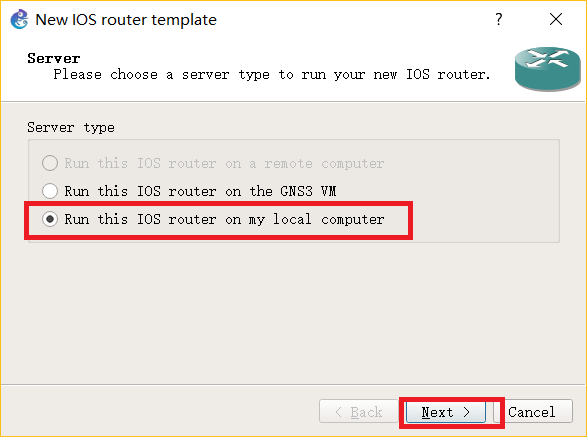 New IOS router template
?
Server
Please choose a server type to run your new IOS router.
Server type
Run this IOS router on a remote computer
Run this IOS router on the GNS3 VM
Run this IOS router on my local computer
< Back
Next >
Cancel